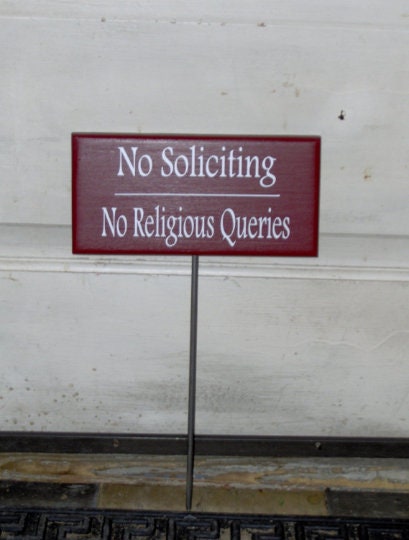 No Soliciting
No Religious Queries